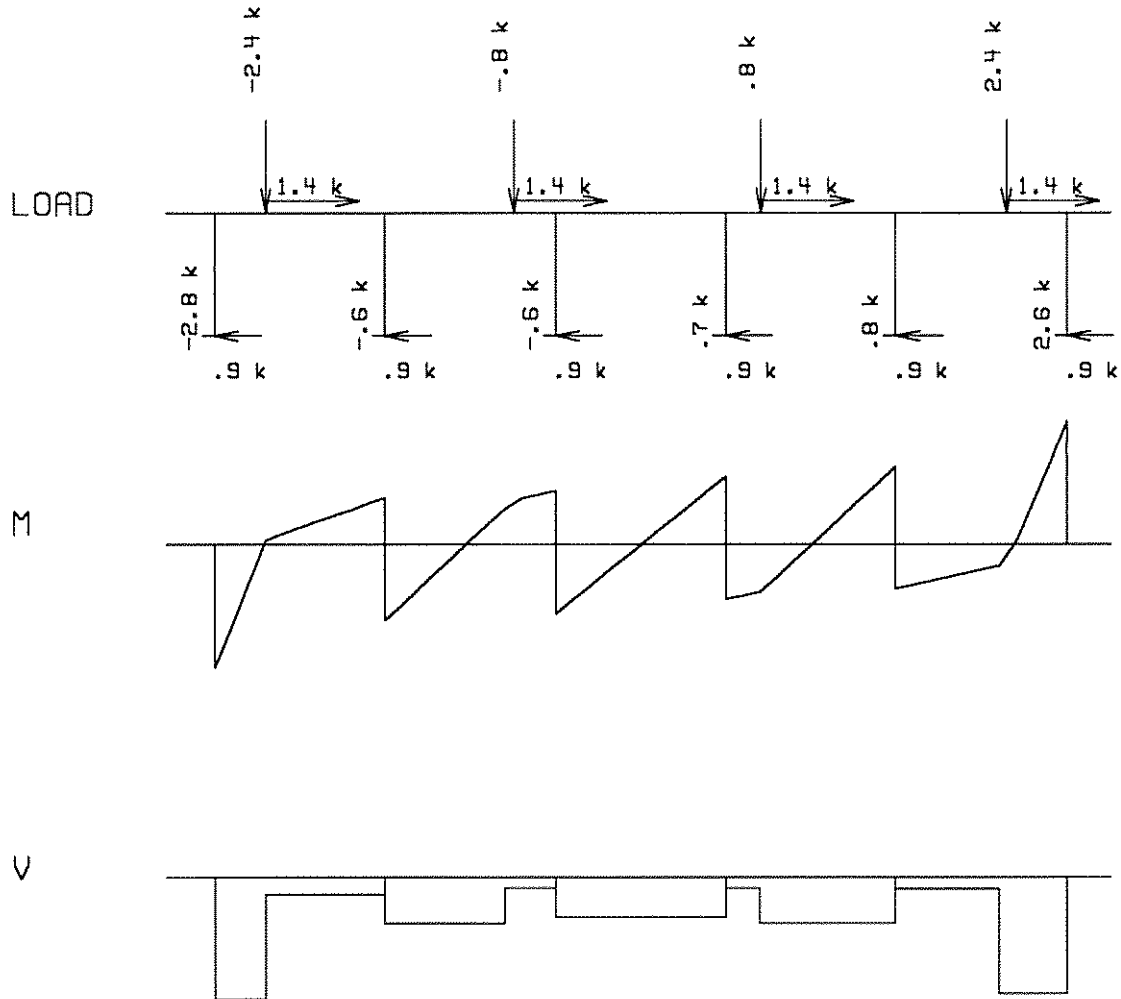 -2.4 k
-.8 k
.8 k
2.4 k
LOAD
1.4 k
1.4 k
1.4 k
1.4 k
-2.8 k
-.6 k
-.6 k
.7 k
.8 k
2.6 k
.9 k
.9 k
.9 k
.9 k
.9 k
.9 k
M
V